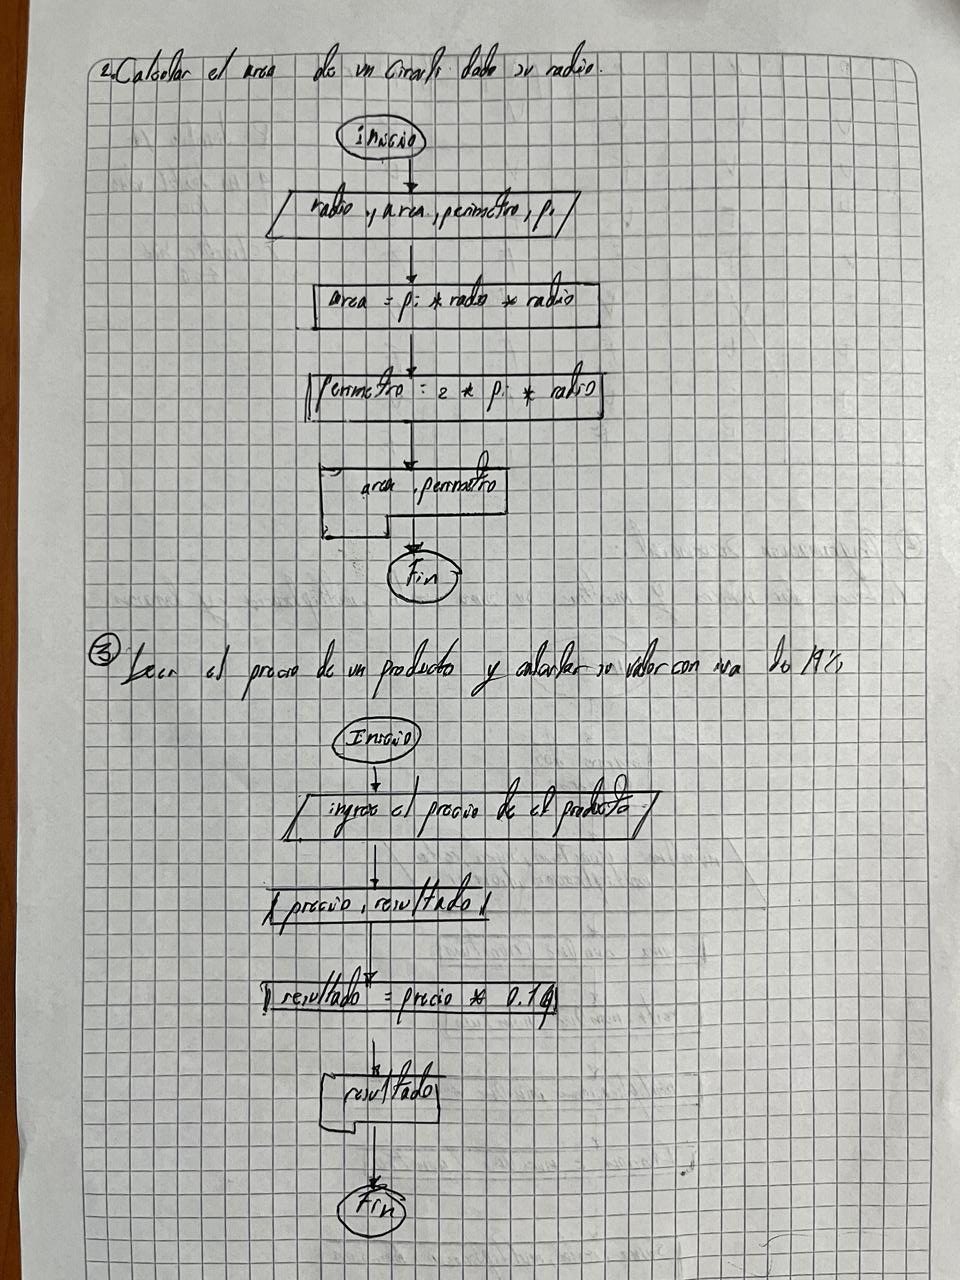 2. Calcular el area de un Circulo dado su radio.
inicio
radio y area, perimetro, pi
area = pi * radio * radio
Perimetro = 2 * pi * radio
area, perimetro
Fin
3 Leer el precio de un producto y calcular su valor con iva do 19%
Inicio
ingrese el precio de el producto
precio, resultado
resultado = precio * 0.19
resultado
Fin